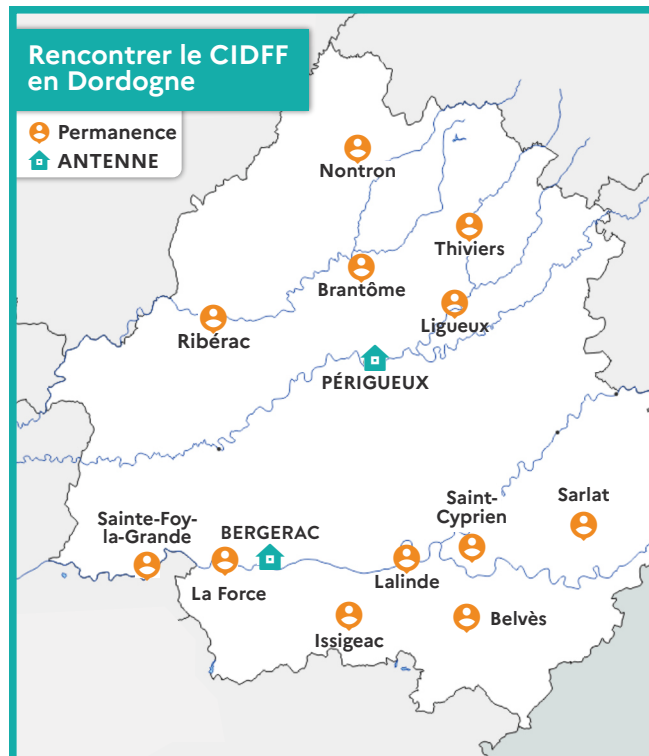 Rencontrer le CIDFF
en Dordogne
Permanence
ANTENNE
Nontron
Thiviers
Brantôme
Ligueux
Ribérac
PÉRIGUEUX
Saint-
Cyprien
Sarlat
Sainte-Foy-
la-Grande
BERGERAC
La Force
Lalinde
Issigeac
Belvès